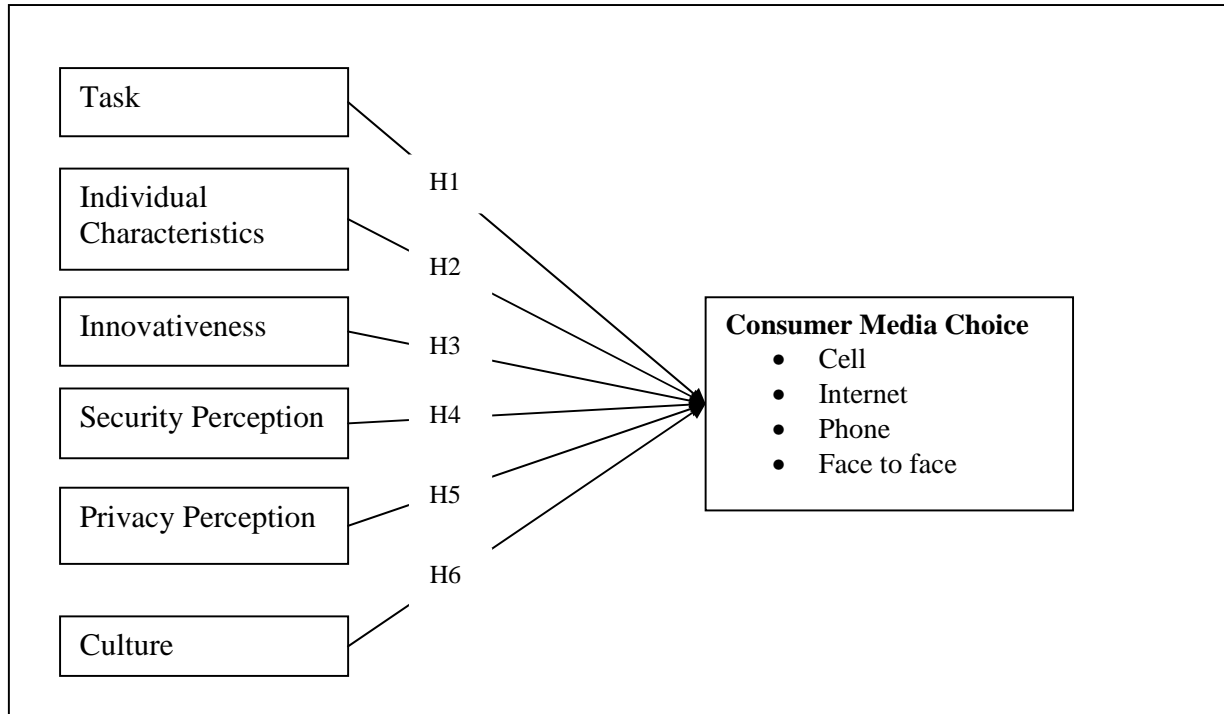 Task
H1
Individual
Characteristics
H2
Innovativeness
H3
Security Perception
H4
Privacy Perception
H5
Culture
H6
Consumer Media Choice
• Cell
• Internet
• Phone
• Face to face